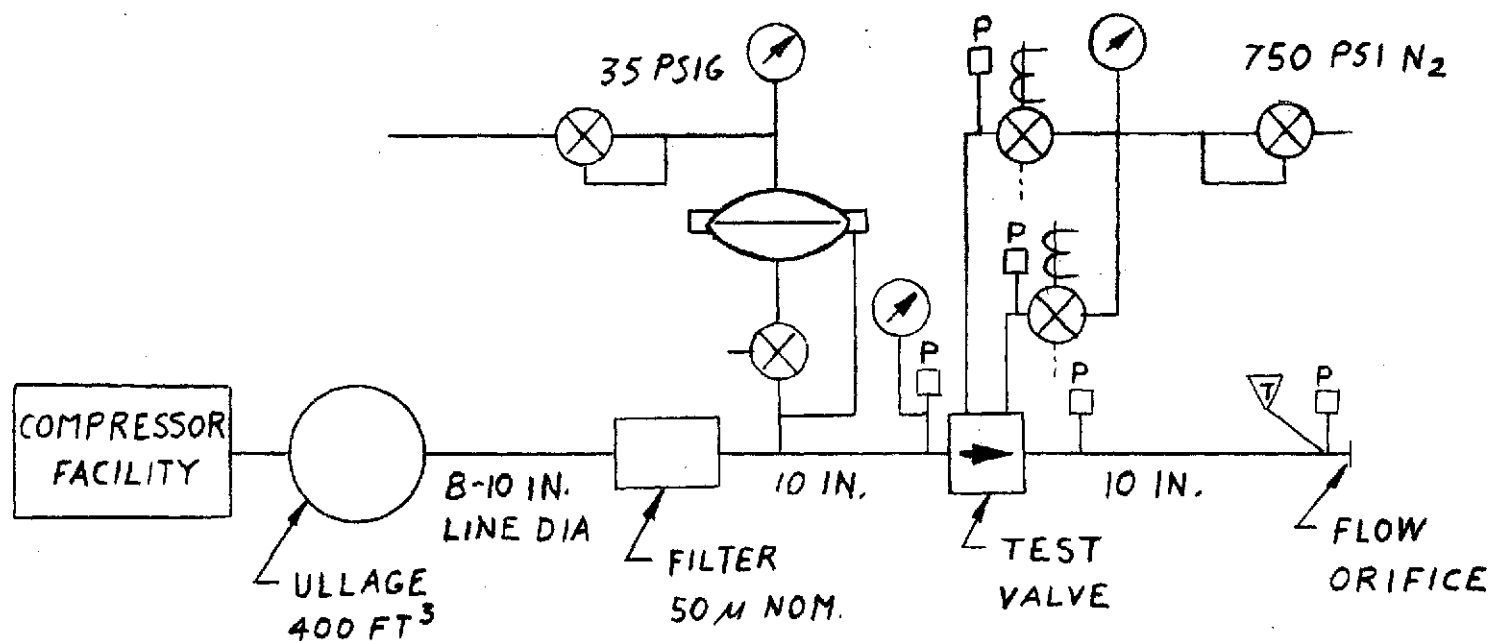 35 PSIG
P
750 PSI N2
P
P
P
T
P
COMPRESSOR
FACILITY
8-10 IN.
LINE DIA
10 IN.
10 IN.
ULLAGE
400 FT3
FILTER
50 μ NOM.
TEST
VALVE
FLOW
ORIFICE